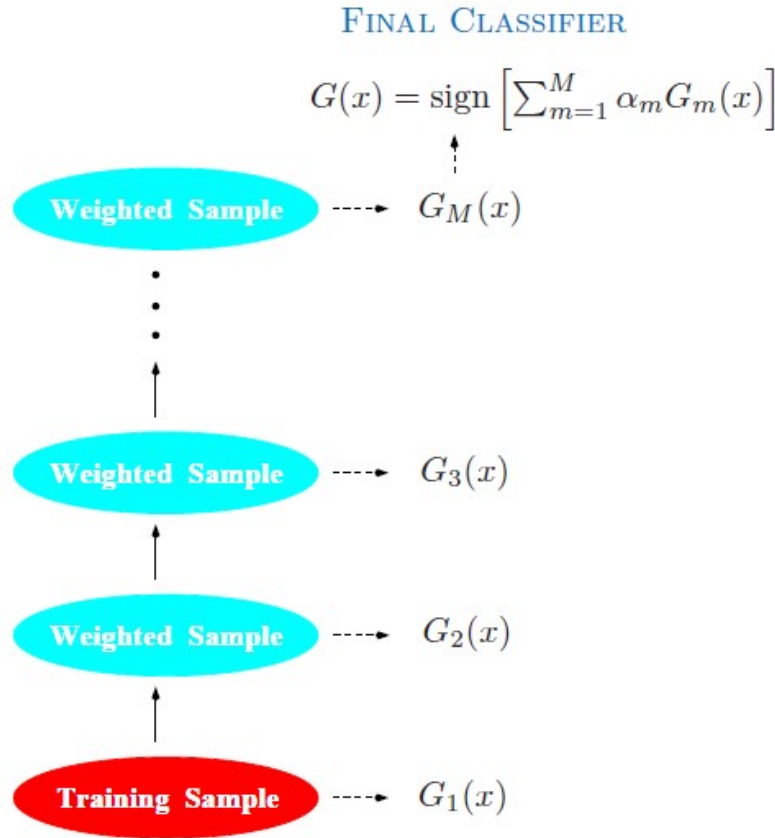 FINAL CLASSIFIER
G(x) = sign [∑_{m=1}^{M} α_m G_m(x)]
Weighted Sample
G_M(x)
Weighted Sample
G_3(x)
Weighted Sample
G_2(x)
Training Sample
G_1(x)